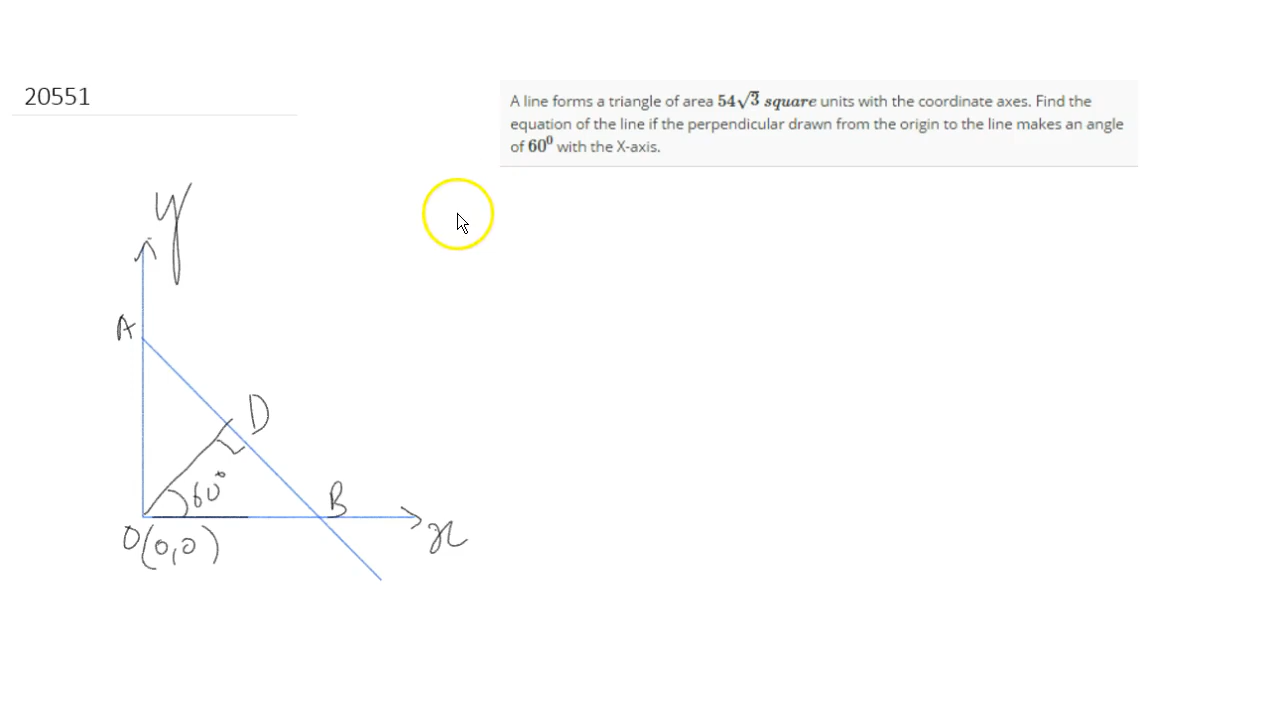 20551
A line forms a triangle of area 54√3 square units with the coordinate axes. Find the
equation of the line if the perpendicular drawn from the origin to the line makes an angle
of 60⁰ with the X-axis.
y
A
D
60°
B
O(0,0)
x